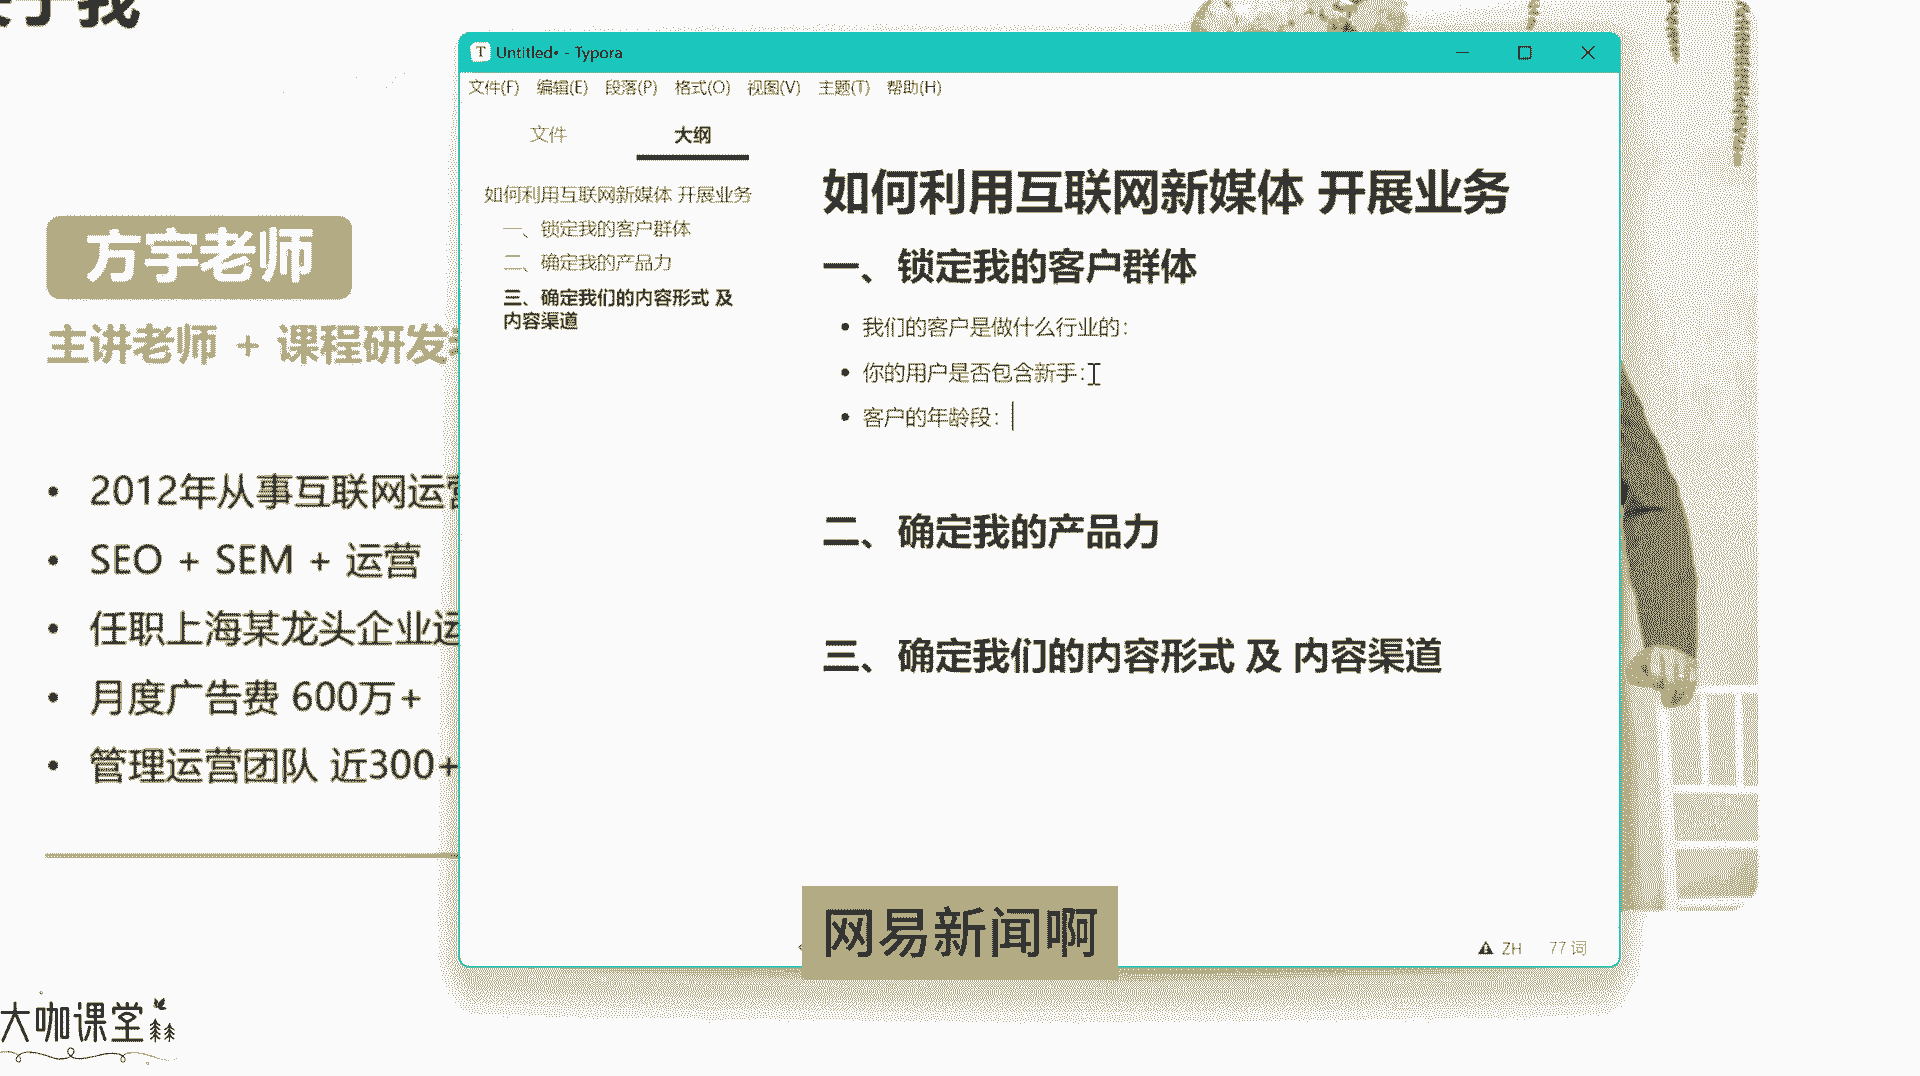 于我
方宇老师
主讲老师 + 课程研发
• 2012年从事互联网运营
• SEO + SEM + 运营
• 任职上海某龙头企业运
• 月度广告费 600万+
• 管理运营团队 近300+
大咖课堂
Untitled• - Typora
文件(F) 编辑(E) 段落(P) 格式(O) 视图(V) 主题(T) 帮助(H)
文件 大纲
如何利用互联网新媒体 开展业务
一、锁定我的客户群体
二、确定我的产品力
三、确定我们的内容形式 及
内容渠道
如何利用互联网新媒体 开展业务
一、锁定我的客户群体
• 我们的客户是做什么行业的：
• 你的用户是否包含新手：
• 客户的年龄段：
二、确定我的产品力
三、确定我们的内容形式 及 内容渠道
网易新闻啊
ZH 77 词